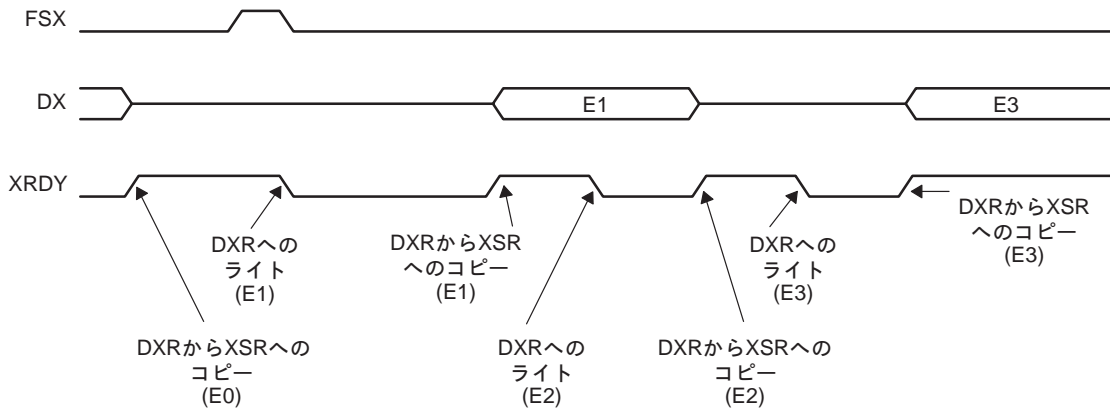 FSX
DX
E1
E3
XRDY
DXRへの
ライト
(E1)
DXRからXSR
へのコピー
(E1)
DXRへの
ライト
(E3)
DXRからXSR
へのコピー
(E3)
DXRからXSRへの
コピー
(E0)
DXRへの
ライト
(E2)
DXRからXSRへの
コピー
(E2)